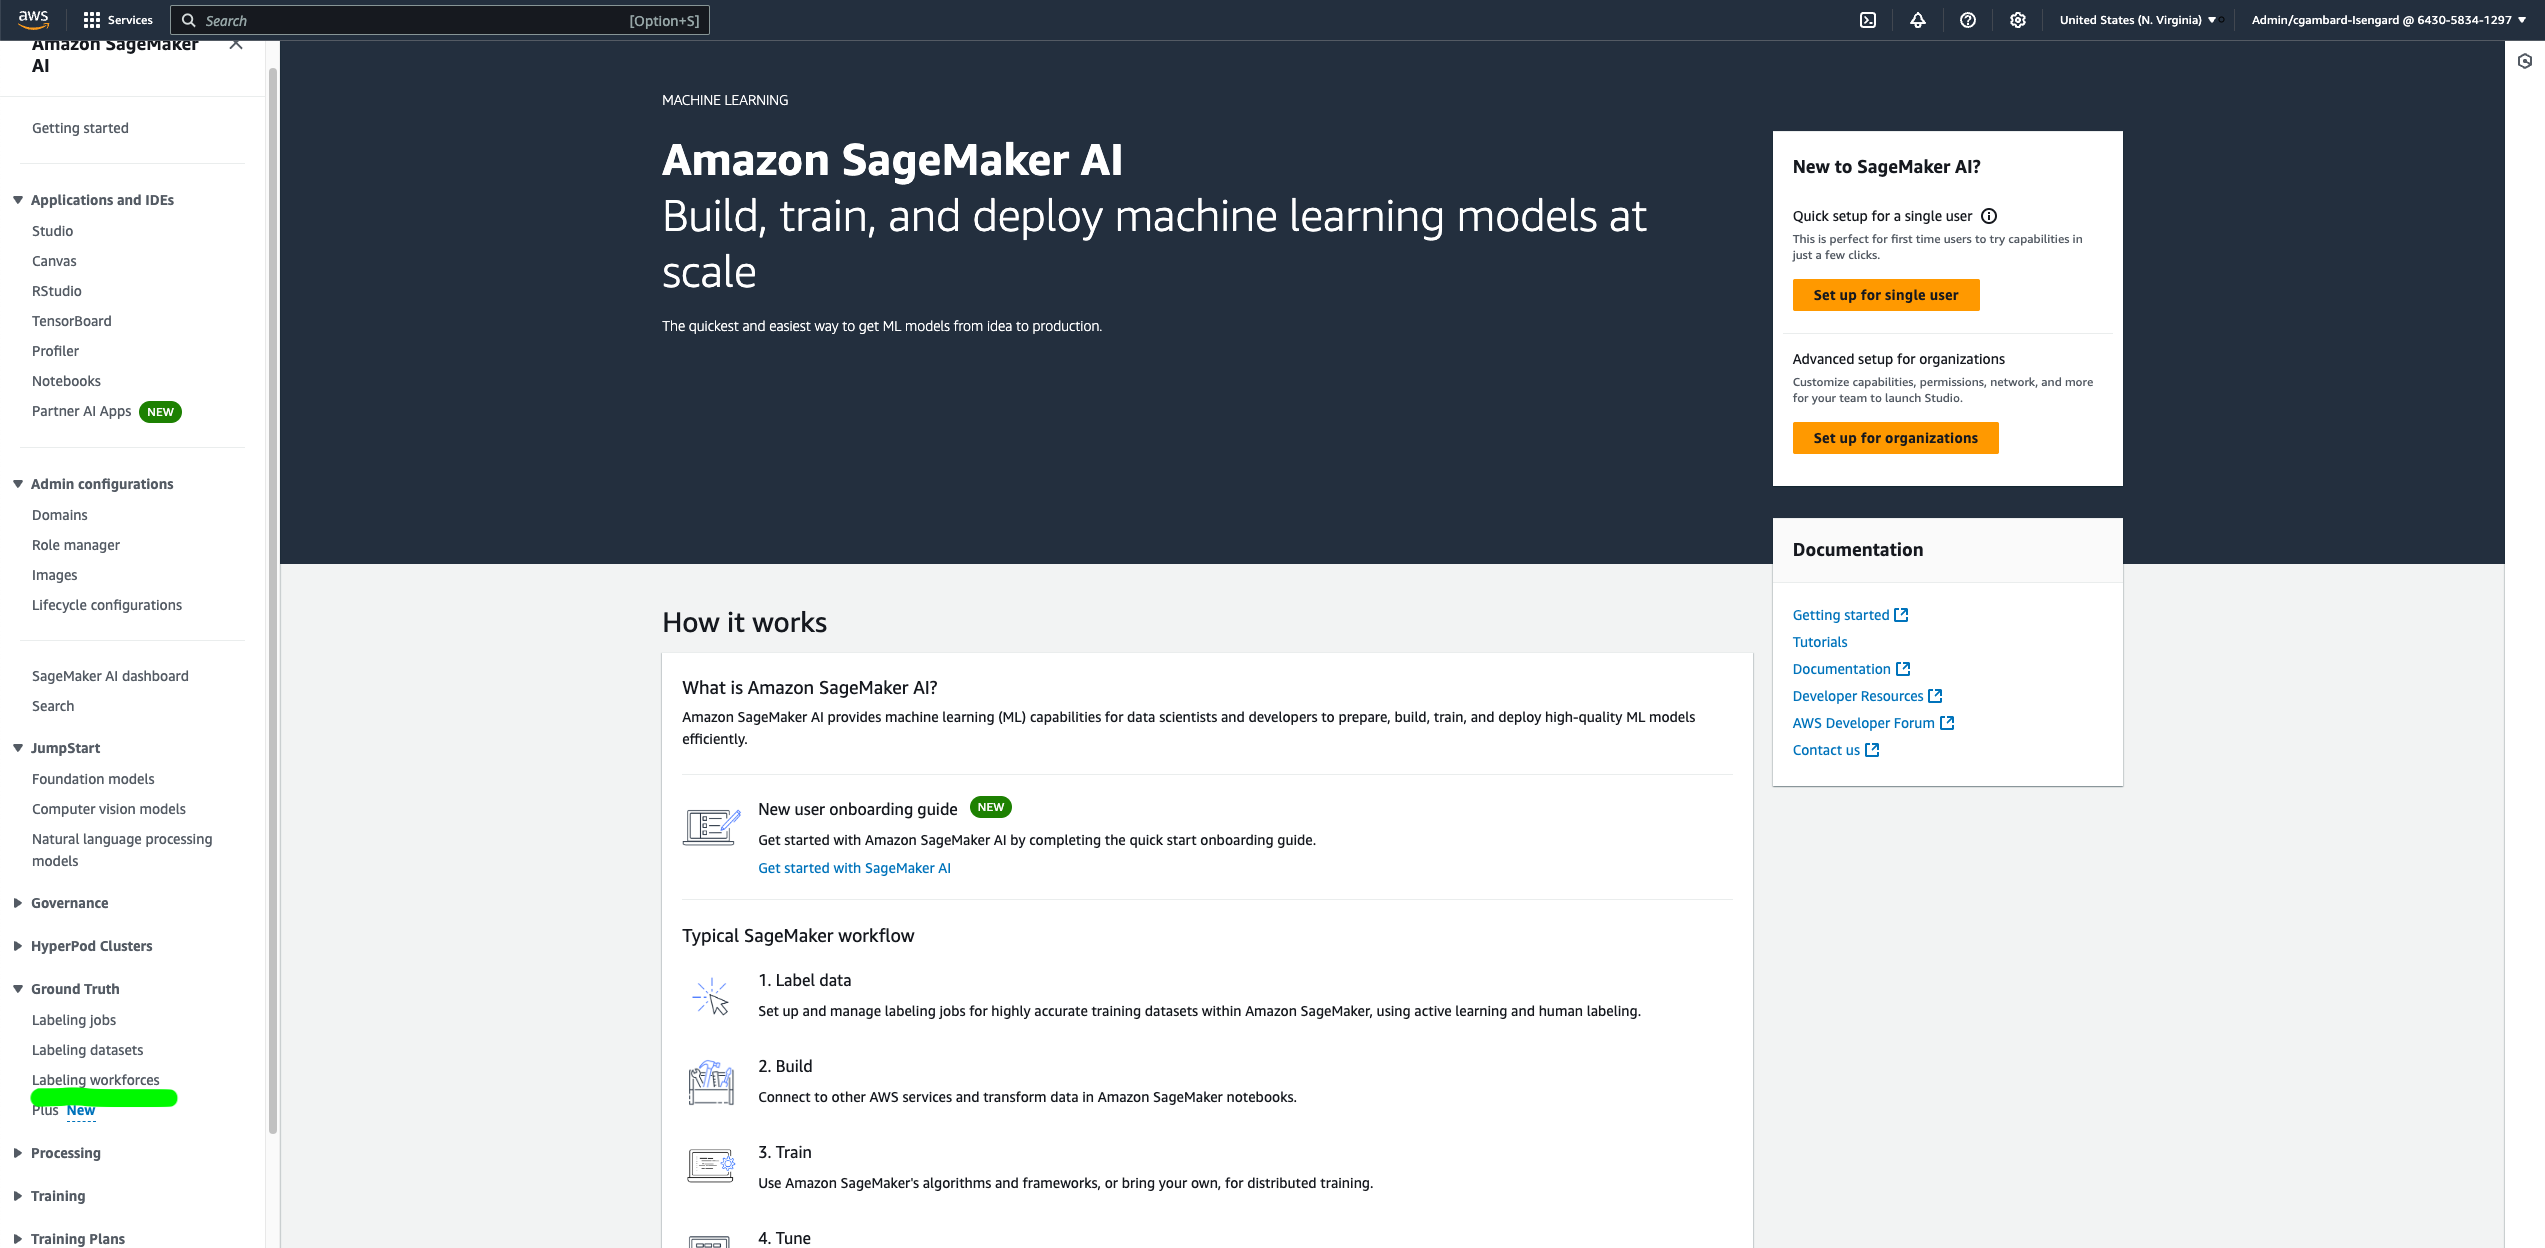 aws
Services
Search
[Option+S]
United States (N. Virginia)
Admin/cgambard-Isengard @ 6430-5834-1297
Amazon SageMaker
AI
Getting started
Applications and IDEs
Studio
Canvas
RStudio
TensorBoard
Profiler
Notebooks
Partner AI Apps NEW
Admin configurations
Domains
Role manager
Images
Lifecycle configurations
SageMaker AI dashboard
Search
JumpStart
Foundation models
Computer vision models
Natural language processing
models
Governance
HyperPod Clusters
Ground Truth
Labeling jobs
Labeling datasets
Labeling workforces
Plus New
Processing
Training
Training Plans
MACHINE LEARNING
Amazon SageMaker AI
Build, train, and deploy machine learning models at
scale
The quickest and easiest way to get ML models from idea to production.
New to SageMaker AI?
Quick setup for a single user
This is perfect for first time users to try capabilities in
just a few clicks.
Set up for single user
Advanced setup for organizations
Customize capabilities, permissions, network, and more
for your team to launch Studio.
Set up for organizations
Documentation
Getting started
Tutorials
Documentation
Developer Resources
AWS Developer Forum
Contact us
How it works
What is Amazon SageMaker AI?
Amazon SageMaker AI provides machine learning (ML) capabilities for data scientists and developers to prepare, build, train, and deploy high-quality ML models
efficiently.
New user onboarding guide NEW
Get started with Amazon SageMaker AI by completing the quick start onboarding guide.
Get started with SageMaker AI
Typical SageMaker workflow
1. Label data
Set up and manage labeling jobs for highly accurate training datasets within Amazon SageMaker, using active learning and human labeling.
2. Build
Connect to other AWS services and transform data in Amazon SageMaker notebooks.
3. Train
Use Amazon SageMaker's algorithms and frameworks, or bring your own, for distributed training.
4. Tune